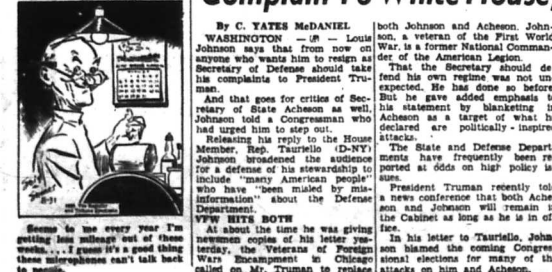 Complain To White House
Seems to me every year I'm
getting less mileage out of these
weeks. . . . I guess it's a good thing
these microphones can't talk back
to people.
By C. YATES McDANIEL
WASHINGTON — (AP) — Louis
Johnson says that from now on
anyone who wants him to resign as
Secretary of Defense should take
his complaints to President Tru-
man.
And that goes for critics of Sec-
retary of State Acheson as well,
Johnson told a Congressman who
had urged him to step out.
Releasing his reply to the House
Member, Rep. Tauriello (D-NY)
Johnson broadened the audience
for a defense of his stewardship to
include "many American people"
who have "been misled by mis-
information" about the Defense
Department.
VFW HITS BOTH
At about the time he was giving
newsmen copies of his letter yes-
terday, the Veterans of Foreign
Wars Encampment in Chicago
called on Mr. Truman to replace
both Johnson and Acheson. John-
son, a veteran of the First World
War, is a former National Comman-
der of the American Legion.
That the Secretary should de-
fend his own regime was not un-
expected. He has done so before.
But he gave added emphasis
his statement by blanketing
Acheson as a target of what h
declared are politically - inspire
attacks.
The State and Defense Depart-
ments have frequently been re-
ported at odds on high policy is-
sues.
President Truman recently tol
a news conference that both Ache-
son and Johnson will remain i
the Cabinet as long as he is in of-
fice.
In his letter to Tauriello, John-
son blamed the coming Congres-
sional elections for many of th
attacks on him and Acheson.